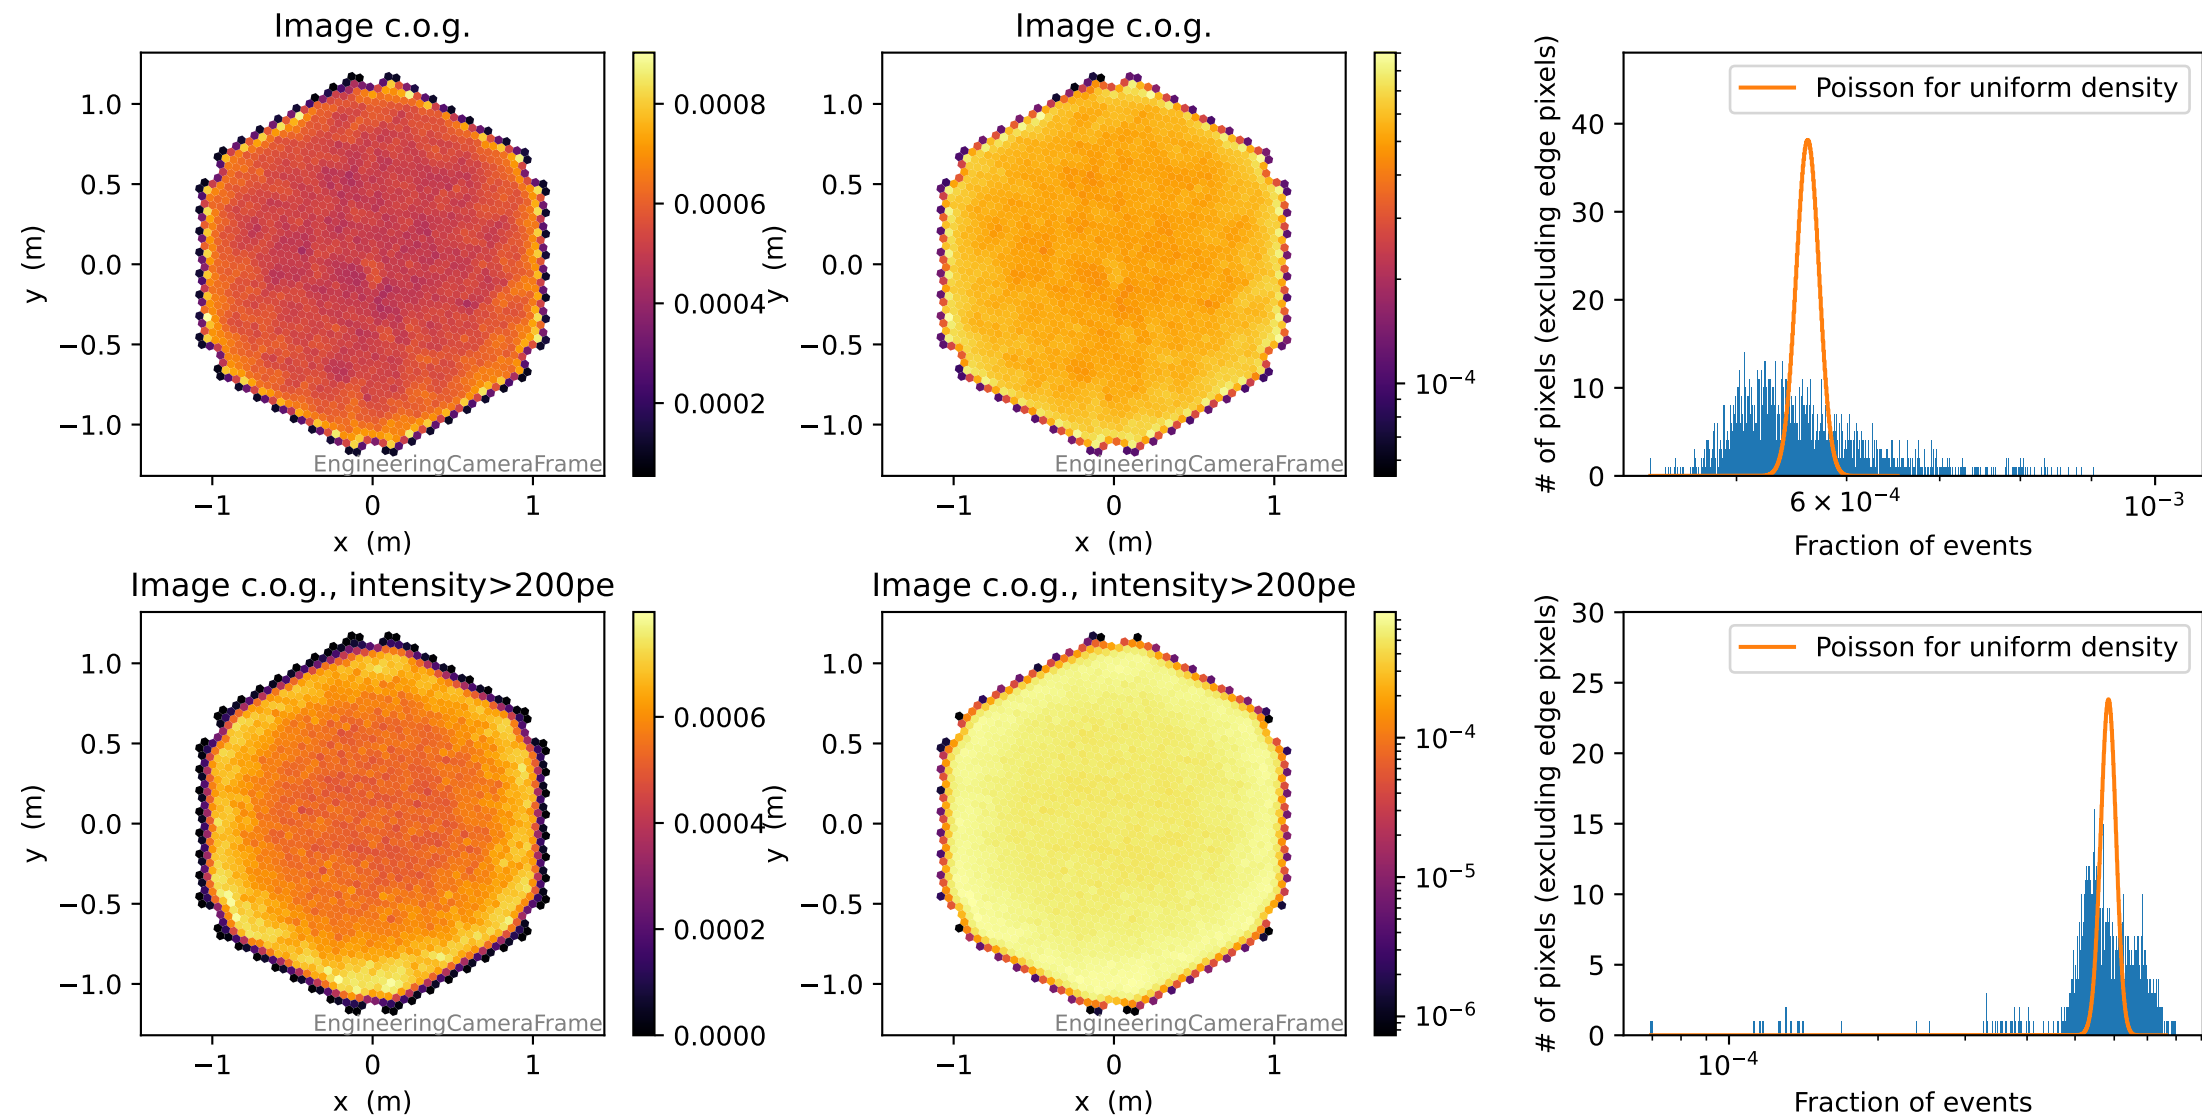 Image c.o.g.
1.0
0.5
0.0
−0.5
−1.0
y (m)
−1
0
1
x (m)
EngineeringCameraFrame
0.0008
0.0006
0.0004
0.0002
Image c.o.g.
1.0
0.5
0.0
−0.5
−1.0
y (m)
−1
0
1
x (m)
EngineeringCameraFrame
10⁻⁴
# of pixels (excluding edge pixels)
40
30
20
10
0
Poisson for uniform density
6 × 10⁻⁴
10⁻³
Fraction of events
Image c.o.g., intensity>200pe
1.0
0.5
0.0
−0.5
−1.0
y (m)
−1
0
1
x (m)
EngineeringCameraFrame
0.0006
0.0004
0.0002
0.0000
Image c.o.g., intensity>200pe
1.0
0.5
0.0
−0.5
−1.0
y (m)
−1
0
1
x (m)
EngineeringCameraFrame
10⁻⁴
10⁻⁵
10⁻⁶
# of pixels (excluding edge pixels)
30
25
20
15
10
5
0
Poisson for uniform density
10⁻⁴
Fraction of events